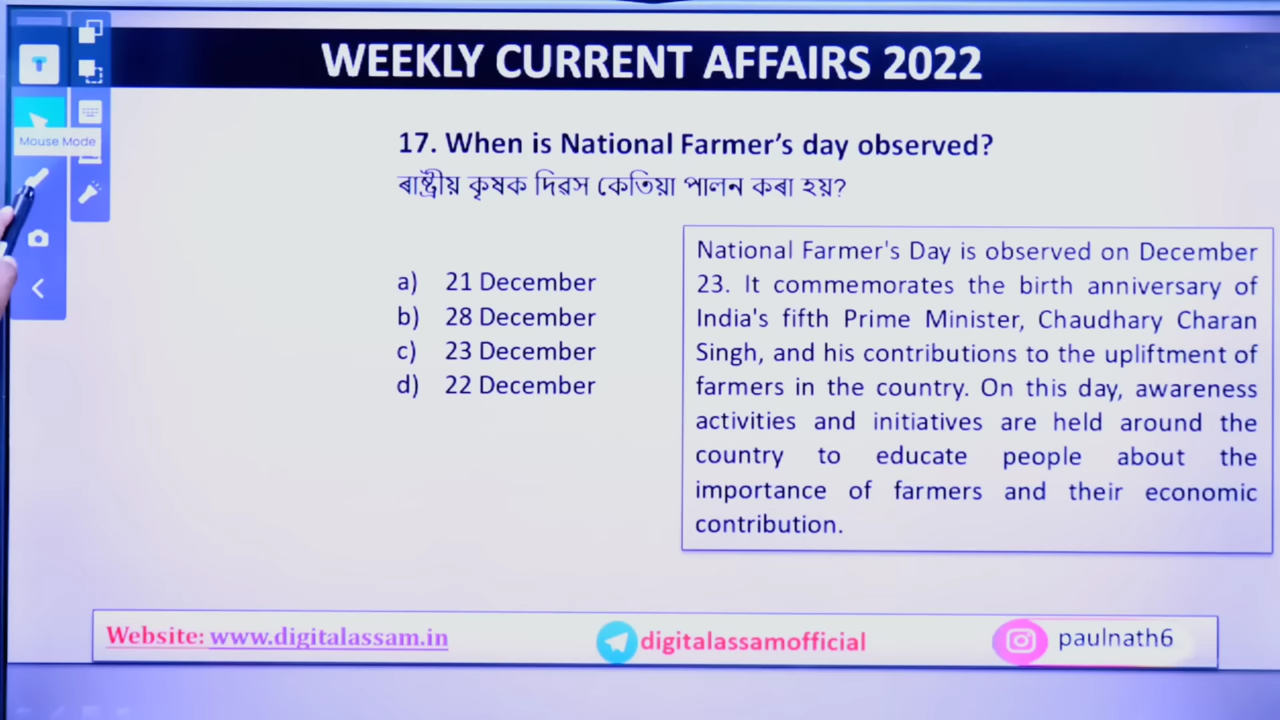 WEEKLY CURRENT AFFAIRS 2022
T
Mouse Mode
17. When is National Farmer's day observed?
ৰাষ্ট্ৰীয় কৃষক দিৱস কেতিয়া পালন কৰা হয়?
a) 21 December
b) 28 December
c) 23 December
d) 22 December
National Farmer's Day is observed on December
23. It commemorates the birth anniversary of
India's fifth Prime Minister, Chaudhary Charan
Singh, and his contributions to the upliftment of
farmers in the country. On this day, awareness
activities and initiatives are held around the
country to educate people about the
importance of farmers and their economic
contribution.
Website: www.digitalassam.in
digitalassamofficial
paulnath6